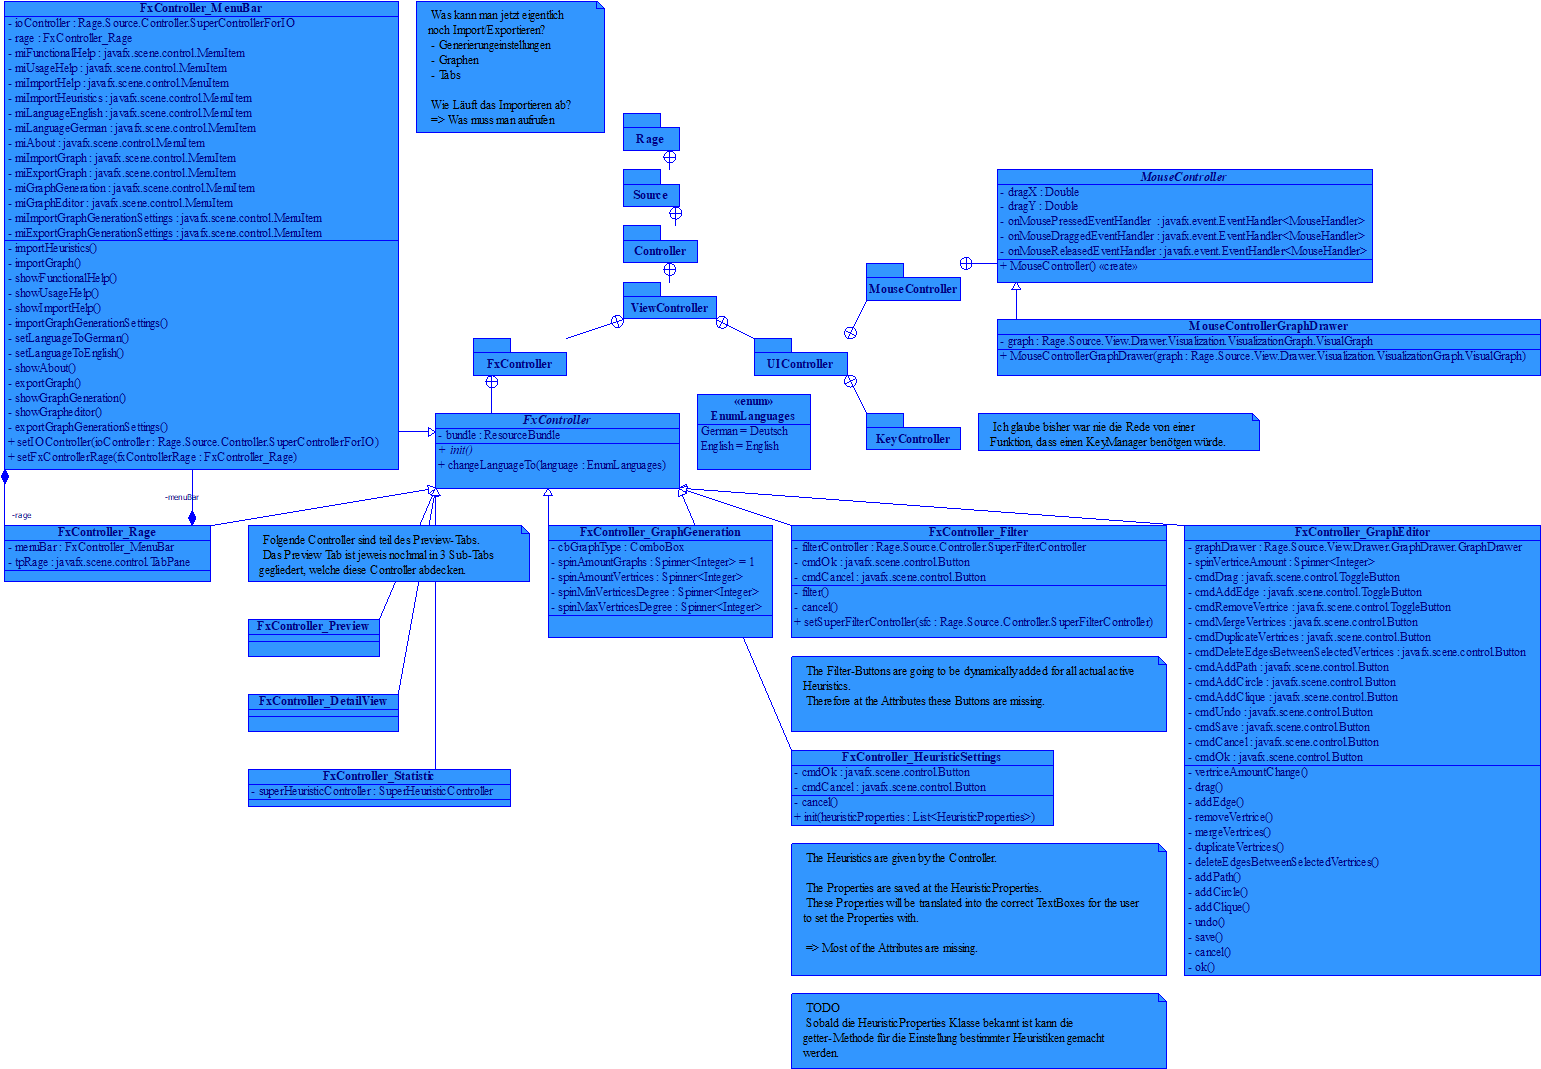 FxController_MenuBar
- ioController : Rage.Source.Controller.SuperControllerForIO
- rage : FxController_Rage
- miFunctionalHelp : javafx.scene.control.MenuItem
- miUsageHelp : javafx.scene.control.MenuItem
- miImportHelp : javafx.scene.control.MenuItem
- miImportHeuristics : javafx.scene.control.MenuItem
- miLanguageEnglish : javafx.scene.control.MenuItem
- miLanguageGerman : javafx.scene.control.MenuItem
- miAbout : javafx.scene.control.MenuItem
- miImportGraph : javafx.scene.control.MenuItem
- miExportGraph : javafx.scene.control.MenuItem
- miGraphGeneration : javafx.scene.control.MenuItem
- miGraphEditor : javafx.scene.control.MenuItem
- miImportGraphGenerationSettings : javafx.scene.control.MenuItem
- miExportGraphGenerationSettings : javafx.scene.control.MenuItem
- importHeuristics()
- importGraph()
- showFunctionalHelp()
- showUsageHelp()
- showImportHelp()
- importGraphGenerationSettings()
- setLanguageToGerman()
- setLanguageToEnglish()
- showAbout()
- exportGraph()
- showGraphGeneration()
- showGrapheditor()
- exportGraphGenerationSettings()
+ setIOController(ioController : Rage.Source.Controller.SuperControllerForIO)
+ setFxControllerRage(fxControllerRage : FxController_Rage)
Was kann man jetzt eigentlich
noch Import/Exportieren?
- Generierungeinstellungen
- Graphen
- Tabs
Wie Läuft das Importieren ab?
=> Was muss man aufrufen
Rage
Source
Controller
ViewController
FxController
UIController
MouseController
KeyController
MouseController
- dragX : Double
- dragY : Double
- onMousePressedEventHandler : javafx.event.EventHandler<MouseHandler>
- onMouseDraggedEventHandler : javafx.event.EventHandler<MouseHandler>
- onMouseReleasedEventHandler : javafx.event.EventHandler<MouseHandler>
+ MouseController() «create»
MouseControllerGraphDrawer
- graph : Rage.Source.View.Drawer.Visualization.VisualizationGraph.VisualGraph
+ MouseControllerGraphDrawer(graph : Rage.Source.View.Drawer.Visualization.VisualizationGraph.VisualGraph)
FxController
- bundle : ResourceBundle
+ init()
+ changeLanguageTo(language : EnumLanguages)
«enum»
EnumLanguages
German = Deutsch
English = English
Ich glaube bisher war nie die Rede von einer
Funktion, dass einen KeyManager benötgen würde.
-menuBar
-rage
FxController_Rage
- menuBar : FxController_MenuBar
- tpRage : javafx.scene.control.TabPane
Folgende Controller sind teil des Preview-Tabs.
Das Preview Tab ist jeweis nochmal in 3 Sub-Tabs
gegliedert, welche diese Controller abdecken.
FxController_Preview
FxController_DetailView
FxController_Statistic
- superHeuristicController : SuperHeuristicController
FxController_GraphGeneration
- cbGraphType : ComboBox
- spinAmountGraphs : Spinner<Integer> = 1
- spinAmountVertices : Spinner<Integer>
- spinMinVerticesDegree : Spinner<Integer>
- spinMaxVerticesDegree : Spinner<Integer>
FxController_Filter
- filterController : Rage.Source.Controller.SuperFilterController
- cmdOk : javafx.scene.control.Button
- cmdCancel : javafx.scene.control.Button
- filter()
- cancel()
+ setSuperFilterController(sfc : Rage.Source.Controller.SuperFilterController)
The Filter-Buttons are going to be dynamically added for all actual active
Heuristics.
Therefore at the Attributes these Buttons are missing.
FxController_HeuristicSettings
- cmdOk : javafx.scene.control.Button
- cmdCancel : javafx.scene.control.Button
- cancel()
+ init(heuristicProperties : List<HeuristicProperties>)
The Heuristics are given by the Controller.
The Properties are saved at the HeuristicProperties.
These Properties will be translated into the correct TextBoxes for the user
to set the Properties with.
=> Most of the Attributes are missing.
TODO
Sobald die HeuristicProperties Klasse bekannt ist kann die
getter-Methode für die Einstellung bestimmter Heuristiken gemacht
werden.
FxController_GraphEditor
- graphDrawer : Rage.Source.View.Drawer.GraphDrawer.GraphDrawer
- spinVerticeAmount : Spinner<Integer>
- cmdDrag : javafx.scene.control.ToggleButton
- cmdAddEdge : javafx.scene.control.ToggleButton
- cmdRemoveVertice : javafx.scene.control.ToggleButton
- cmdMergeVertices : javafx.scene.control.Button
- cmdDuplicateVertices : javafx.scene.control.Button
- cmdDeleteEdgesBetweenSelectedVertices : javafx.scene.control.Button
- cmdAddPath : javafx.scene.control.Button
- cmdAddCircle : javafx.scene.control.Button
- cmdAddClique : javafx.scene.control.Button
- cmdUndo : javafx.scene.control.Button
- cmdSave : javafx.scene.control.Button
- cmdCancel : javafx.scene.control.Button
- cmdOk : javafx.scene.control.Button
- verticeAmountChange()
- drag()
- addEdge()
- removeVertice()
- mergeVertices()
- duplicateVertices()
- deleteEdgesBetweenSelectedVertices()
- addPath()
- addCircle()
- addClique()
- undo()
- save()
- cancel()
- ok()